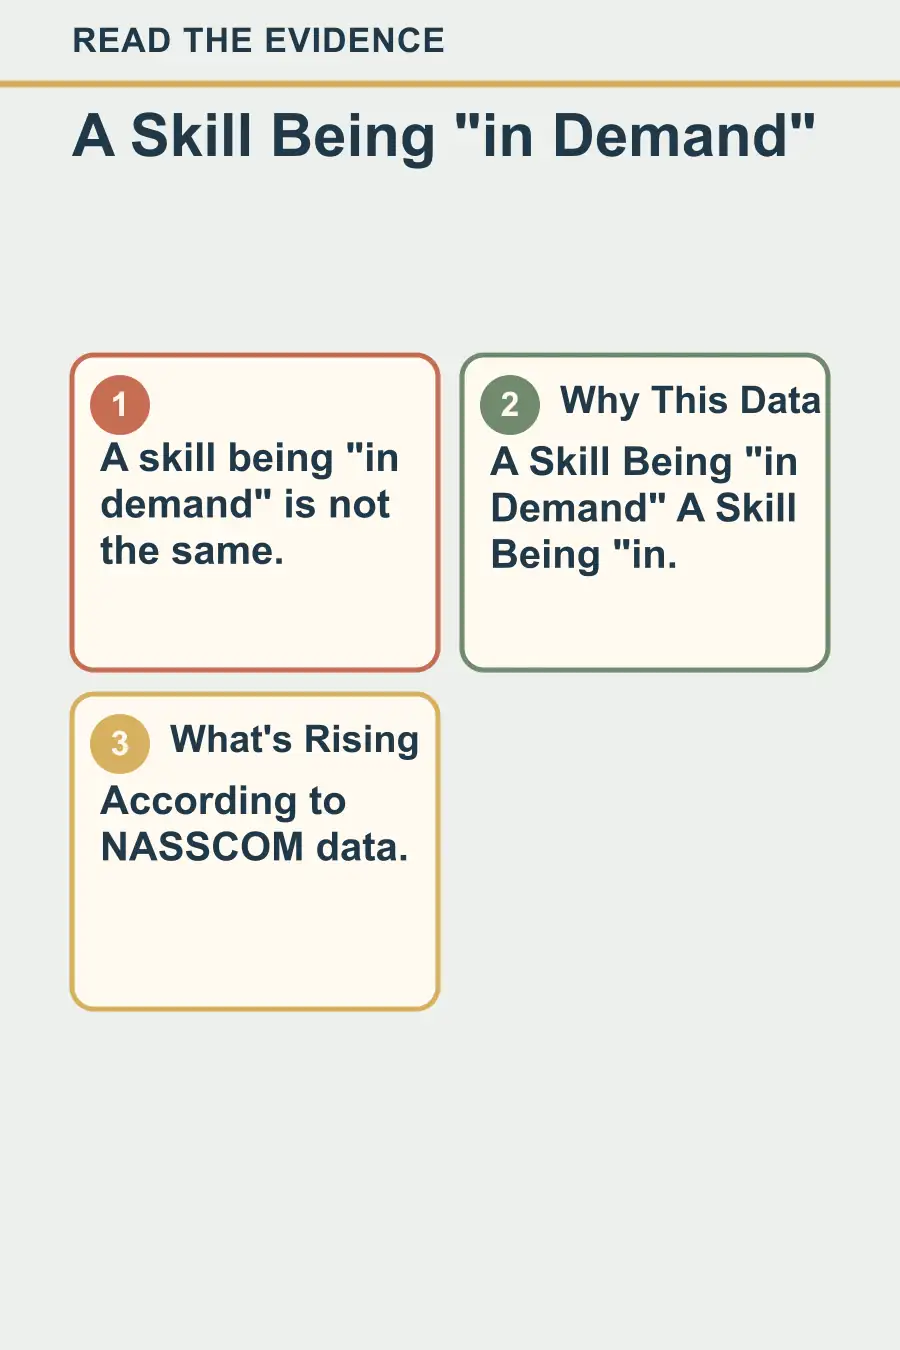 READ THE EVIDENCE
A Skill Being "in Demand"
1
A skill being "in
demand" is not
the same.
2
Why This Data
A Skill Being "in
Demand" A Skill
Being "in.
3
What's Rising
According to
NASSCOM data.